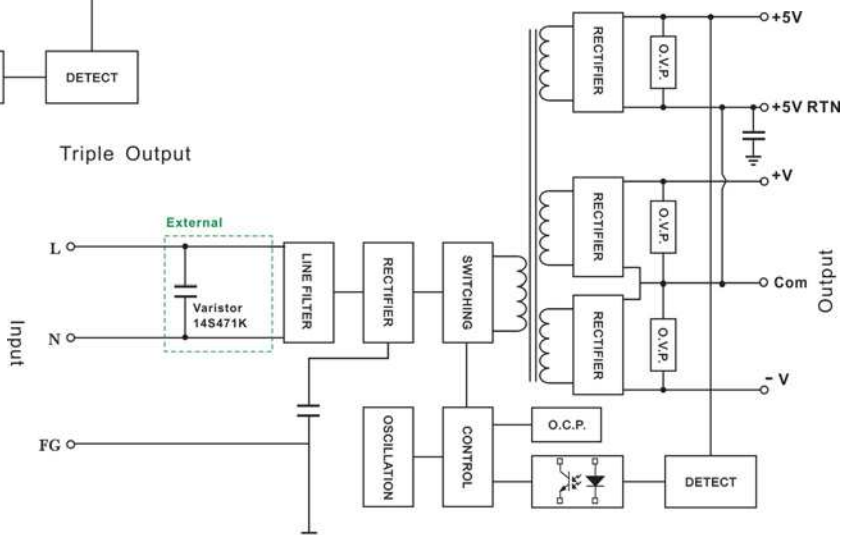 DETECT
Triple Output
+5V
RECTIFIER
O.V.P.
+5V RTN
+V
RECTIFIER
O.V.P.
Com
Output
RECTIFIER
O.V.P.
- V
External
L
Varistor
14S471K
N
Input
LINE FILTER
RECTIFIER
SWITCHING
FG
OSCILLATION
CONTROL
O.C.P.
DETECT